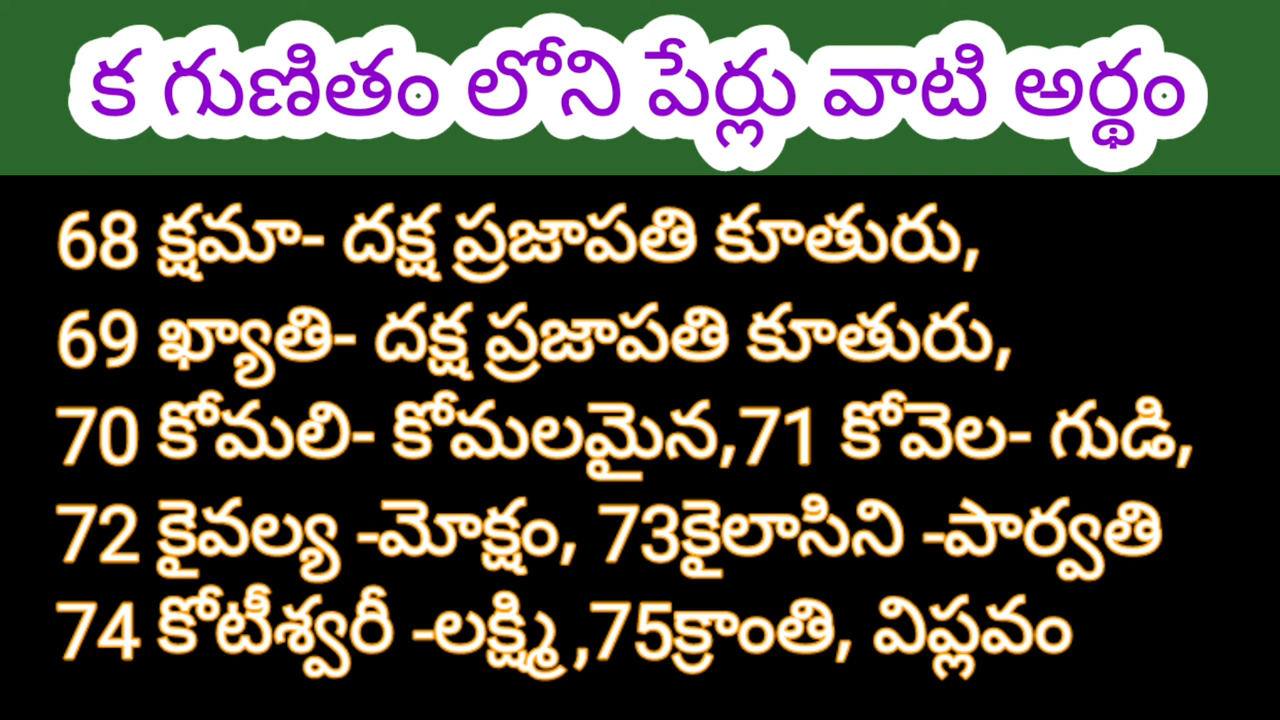 క గుణితం లోని పేర్లు వాటి అర్థం
68 క్షమా- దక్ష ప్రజాపతి కూతురు,
69 ఖ్యాతి- దక్ష ప్రజాపతి కూతురు,
70 కోమలి- కోమలమైన,71 కోవెల- గుడి,
72 కైవల్య -మోక్షం, 73కైలాసిని -పార్వతి
74 కోటీశ్వరీ -లక్ష్మి ,75క్రాంతి, విప్లవం